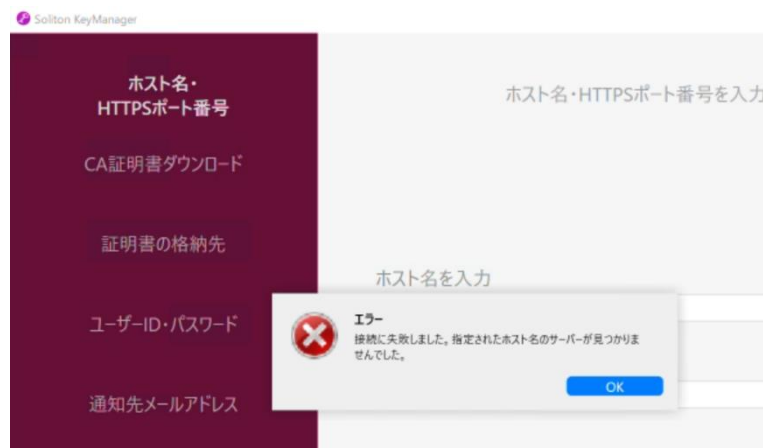 Soliton KeyManager
ホスト名・
HTTPSポート番号
CA証明書ダウンロード
証明書の格納先
ユーザーID・パスワード
通知先メールアドレス
ホスト名・HTTPSポート番号を入力
ホスト名を入力
エラー
接続に失敗しました。指定されたホスト名のサーバーが見つかりま
せんでした。
OK